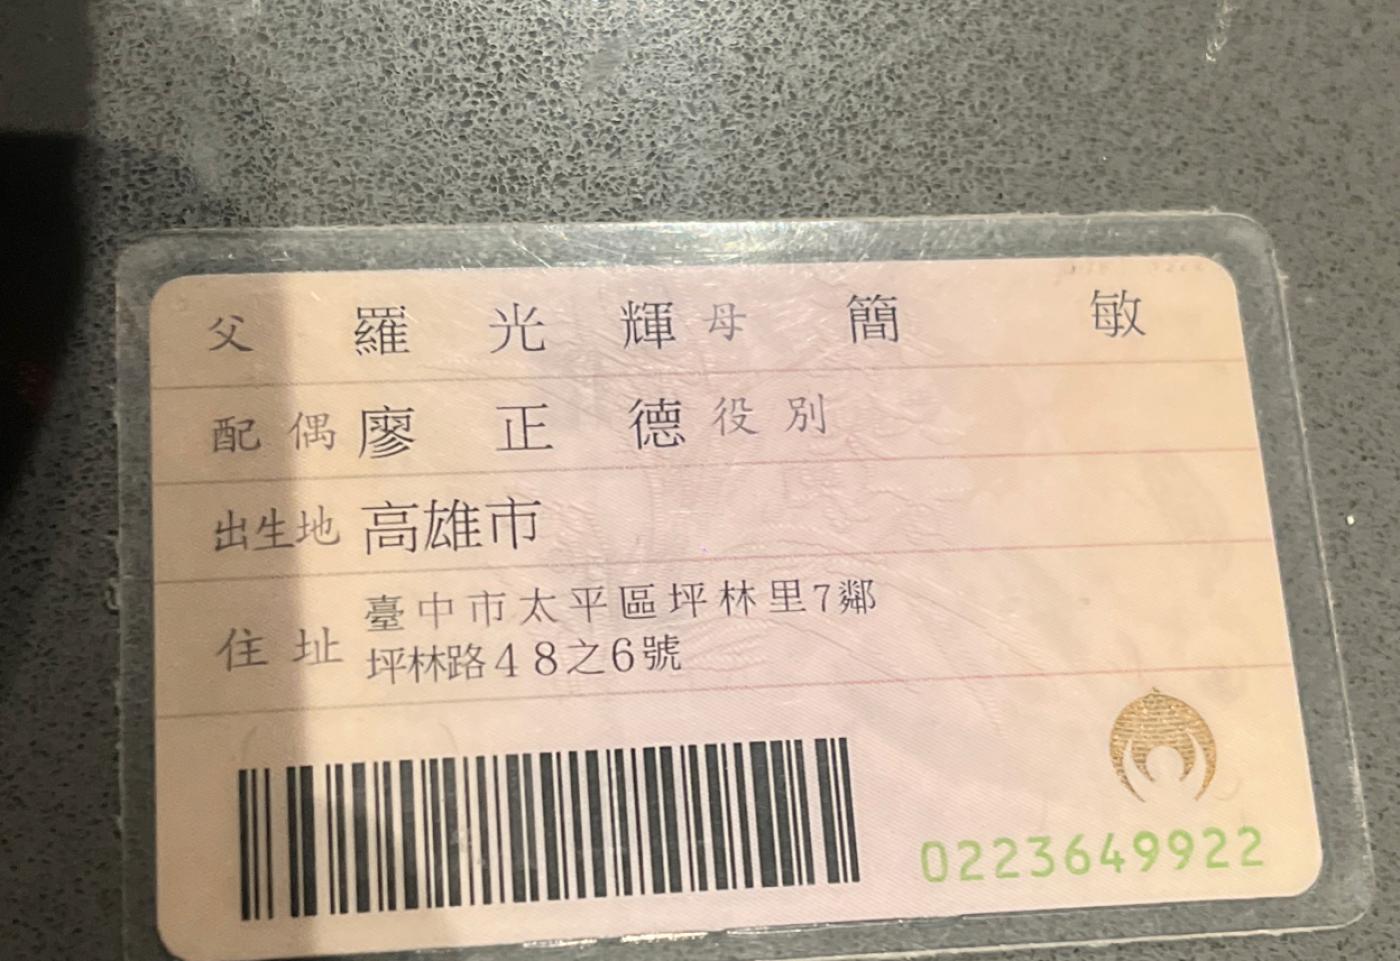 父 羅光輝 母 簡敏
配偶 廖正德 役別
出生地 高雄市
住址 臺中市太平區坪林里7鄰
坪林路48之6號
0223649922